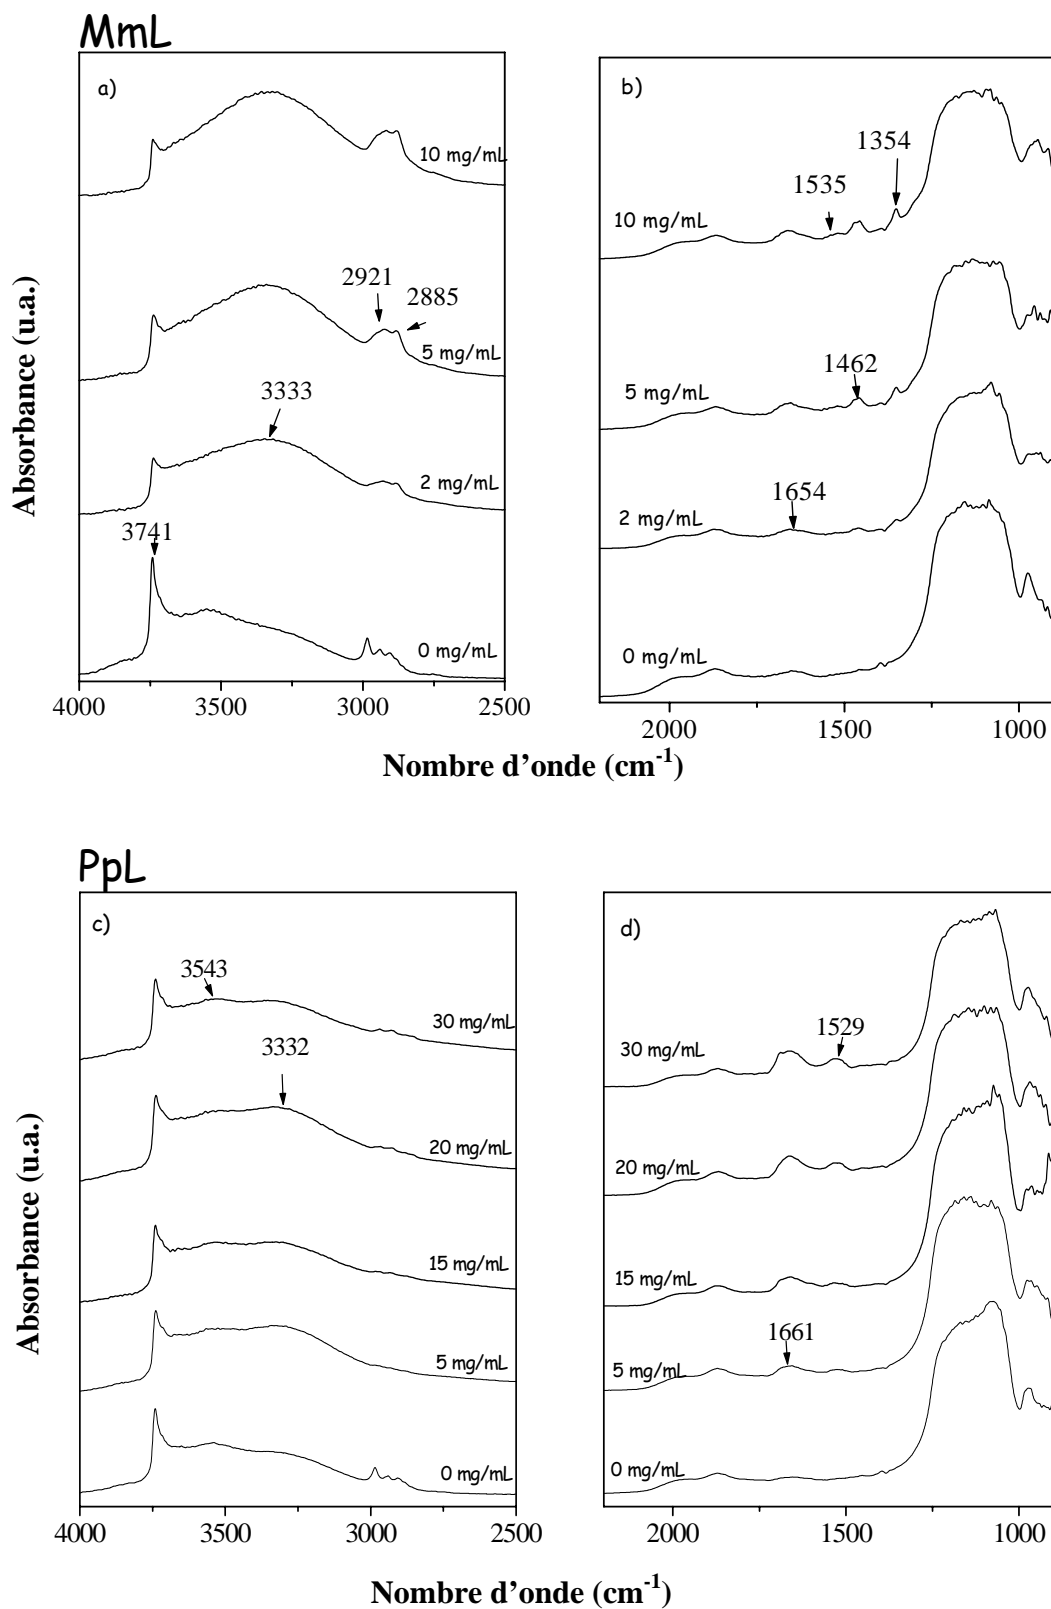 MmL
a)
10 mg/mL
2921
2885
5 mg/mL
3333
2 mg/mL
3741
0 mg/mL
4000 3500 3000 2500
b)
1354
1535
10 mg/mL
1462
5 mg/mL
1654
2 mg/mL
0 mg/mL
2000 1500 1000
Absorbance (u.a.)
Nombre d'onde (cm-1)
PpL
c)
3543
30 mg/mL
3332
20 mg/mL
15 mg/mL
5 mg/mL
0 mg/mL
4000 3500 3000 2500
d)
1529
30 mg/mL
20 mg/mL
15 mg/mL
1661
5 mg/mL
0 mg/mL
2000 1500 1000
Absorbance (u.a.)
Nombre d'onde (cm-1)